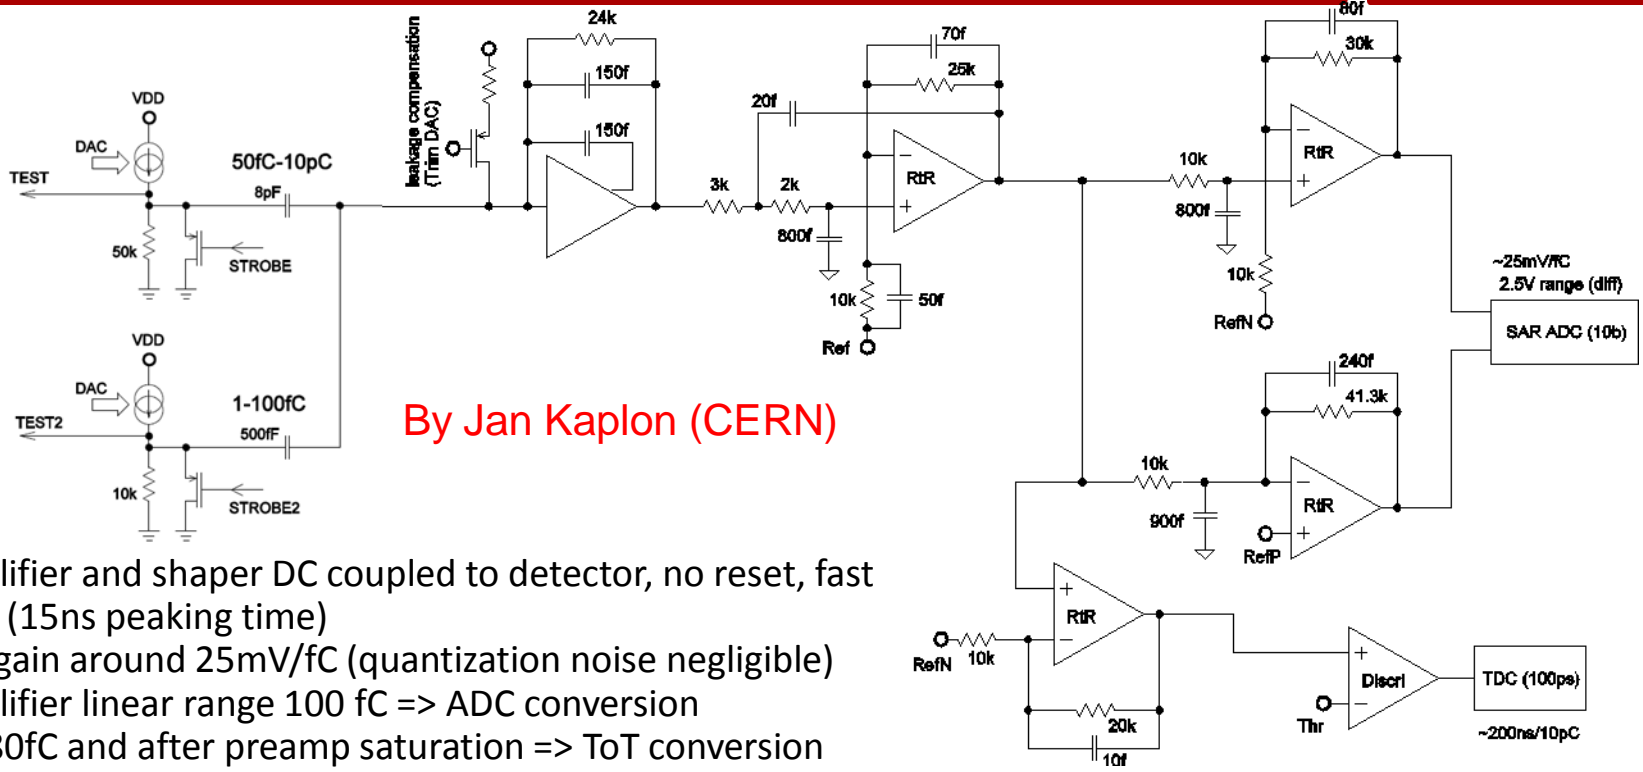 leakage compensation
(Trim DAC)
24k
150f
150f
70f
25k
20f
80f
30k
VDD
DAC
50fC-10pC
TEST
8pF
50k
STROBE
3k
2k
800f
RtR
10k
50f
Ref
10k
800f
RtR
10k
RefN
~25mV/fC
2.5V range (diff)
SAR ADC (10b)
VDD
DAC
1-100fC
TEST2
500fF
10k
STROBE2
By Jan Kaplon (CERN)
240f
41.3k
10k
900f
RtR
RefP
RtR
RefN
10k
20k
10f
Discri
Thr
TDC (100ps)
~200ns/10pC
lifier and shaper DC coupled to detector, no reset, fast
(15ns peaking time)
gain around 25mV/fC (quantization noise negligible)
lifier linear range 100 fC => ADC conversion
80fC and after preamp saturation => ToT conversion